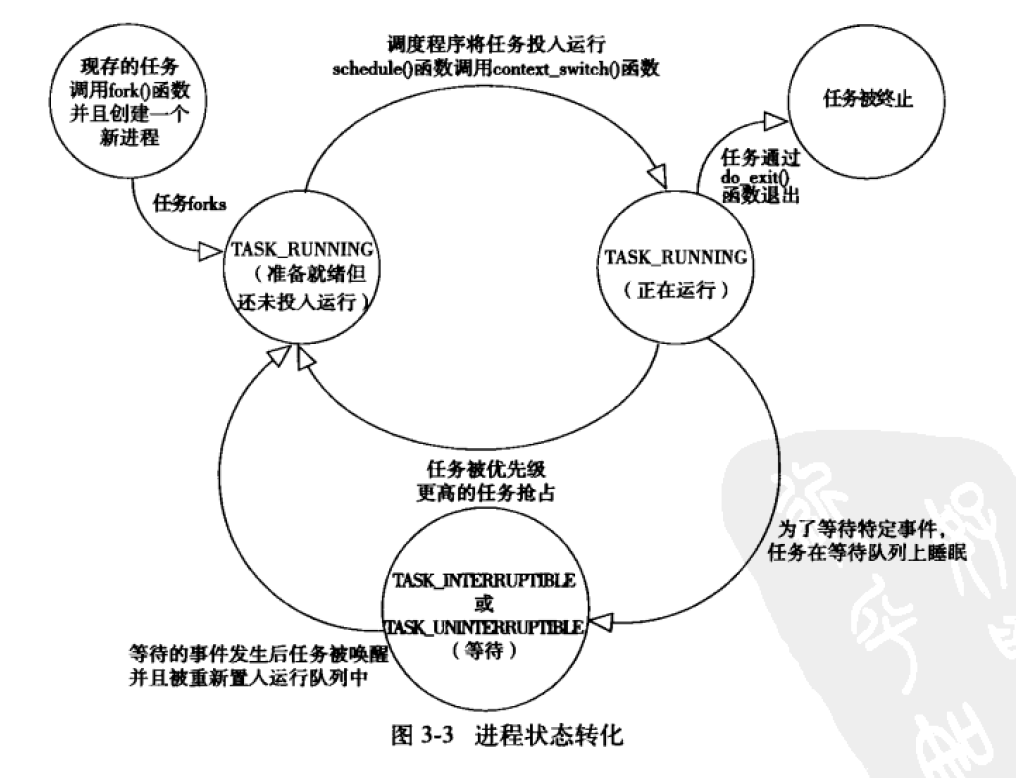 现存的任务
调用fork()函数
并且创建一个
新进程
调度程序将任务投入运行
schedule()函数调用context_switch()函数
任务被终止
任务通过
do_exit()
函数退出
任务forks
TASK_RUNNING
（准备就绪但
还未投入运行）
TASK_RUNNING
（正在运行）
任务被优先级
更高的任务抢占
为了等待特定事件，
任务在等待队列上睡眠
TASK_INTERRUPTIBLE
或
TASK_UNINTERRUPTIBLE
（等待）
等待的事件发生后任务被唤醒
并且被重新置入运行队列中
图 3-3 进程状态转化